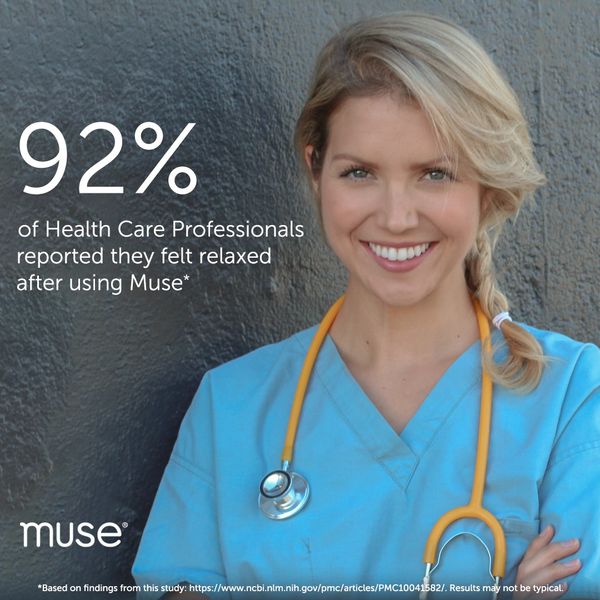 92%
of Health Care Professionals
reported they felt relaxed
after using Muse*
muse®
*Based on findings from this study: https://www.ncbi.nlm.nih/gov/pmc/articles/PMC10041582/. Results may not be typical.